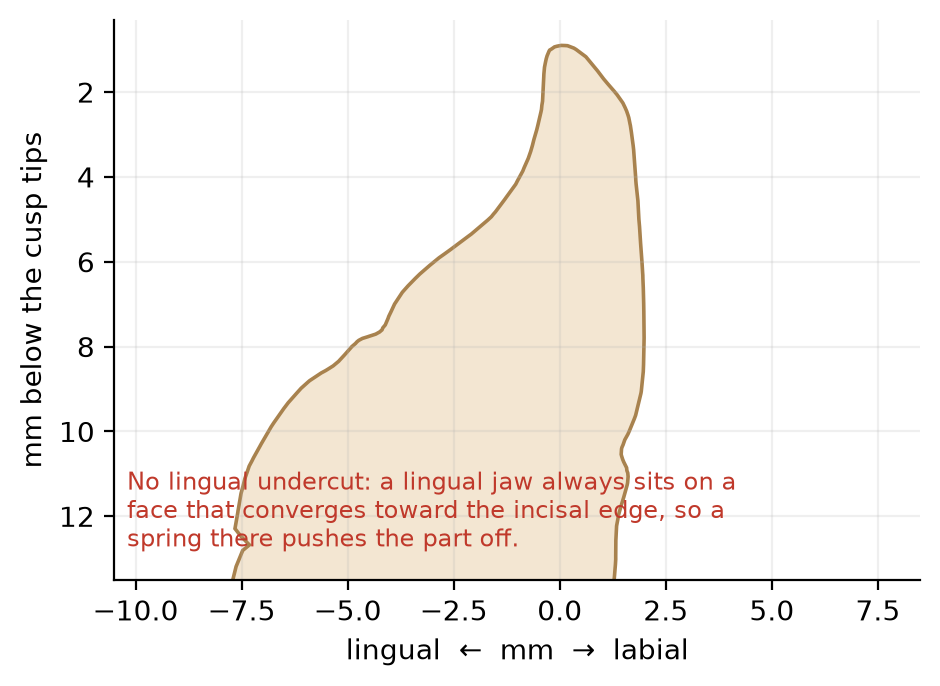 2
4
6
8
10
12
mm below the cusp tips
No lingual undercut: a lingual jaw always sits on a
face that converges toward the incisal edge, so a
spring there pushes the part off.
−10.0 −7.5 −5.0 −2.5 0.0 2.5 5.0 7.5
lingual ← mm → labial